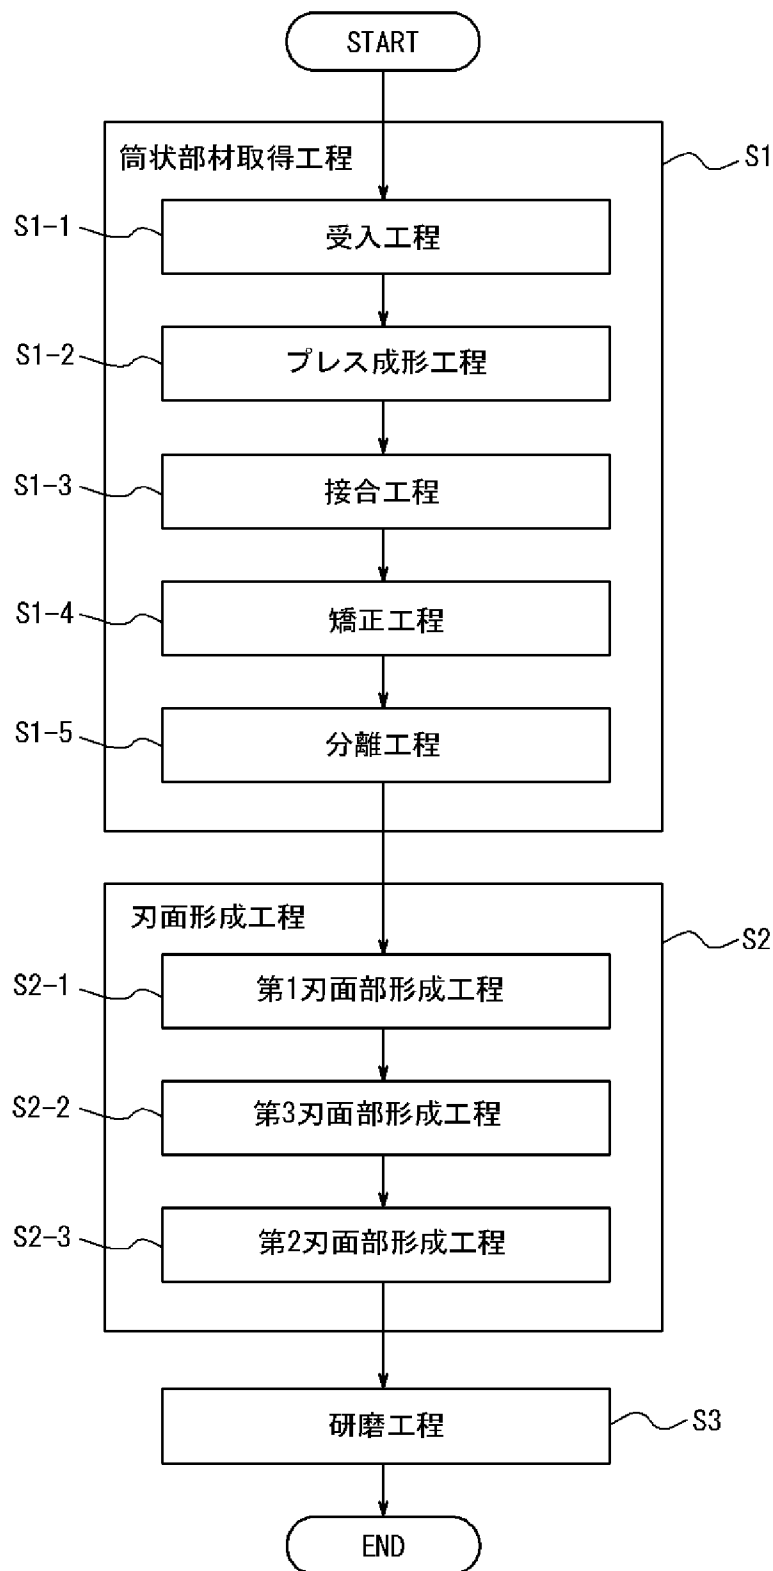 START
筒状部材取得工程
S1
S1-1
受入工程
S1-2
プレス成形工程
S1-3
接合工程
S1-4
矯正工程
S1-5
分離工程
刃面形成工程
S2
S2-1
第1刃面部形成工程
S2-2
第3刃面部形成工程
S2-3
第2刃面部形成工程
研磨工程
S3
END